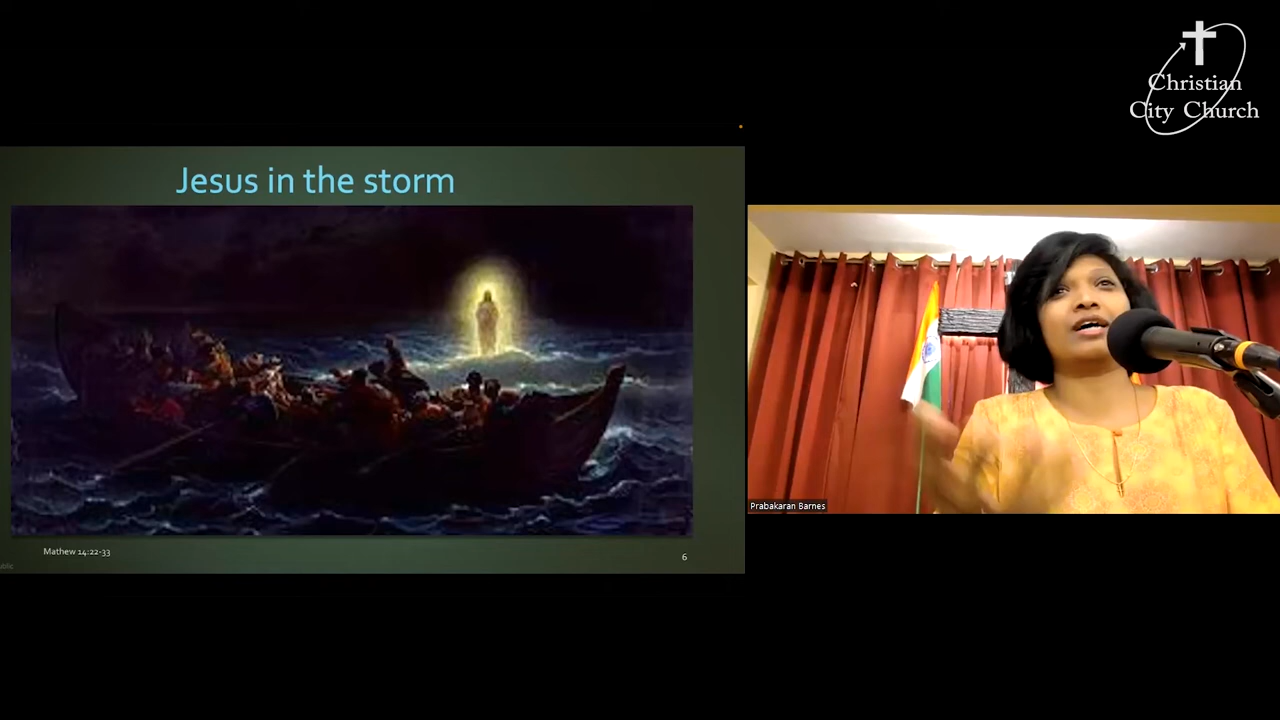 Christian
City Church
Jesus in the storm
Prabakaran Barnes
Mathew 14:22-33
6